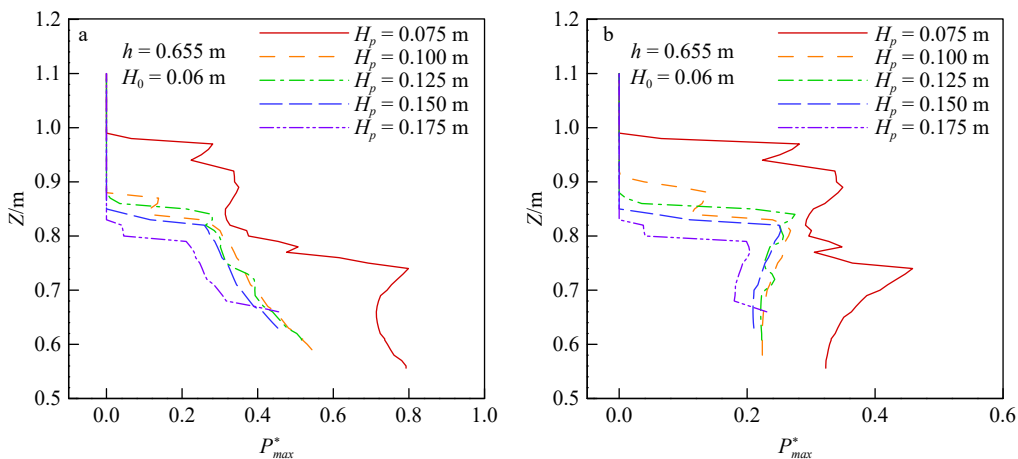 a
h = 0.655 m
H0 = 0.06 m
Hp = 0.075 m
Hp = 0.100 m
Hp = 0.125 m
Hp = 0.150 m
Hp = 0.175 m
1.2
1.1
1.0
0.9
0.8
0.7
0.6
0.5
Z/m
0.0 0.2 0.4 0.6 0.8 1.0
P*max
b
h = 0.655 m
H0 = 0.06 m
Hp = 0.075 m
Hp = 0.100 m
Hp = 0.125 m
Hp = 0.150 m
Hp = 0.175 m
1.2
1.1
1.0
0.9
0.8
0.7
0.6
0.5
Z/m
0.0 0.2 0.4 0.6
P*max